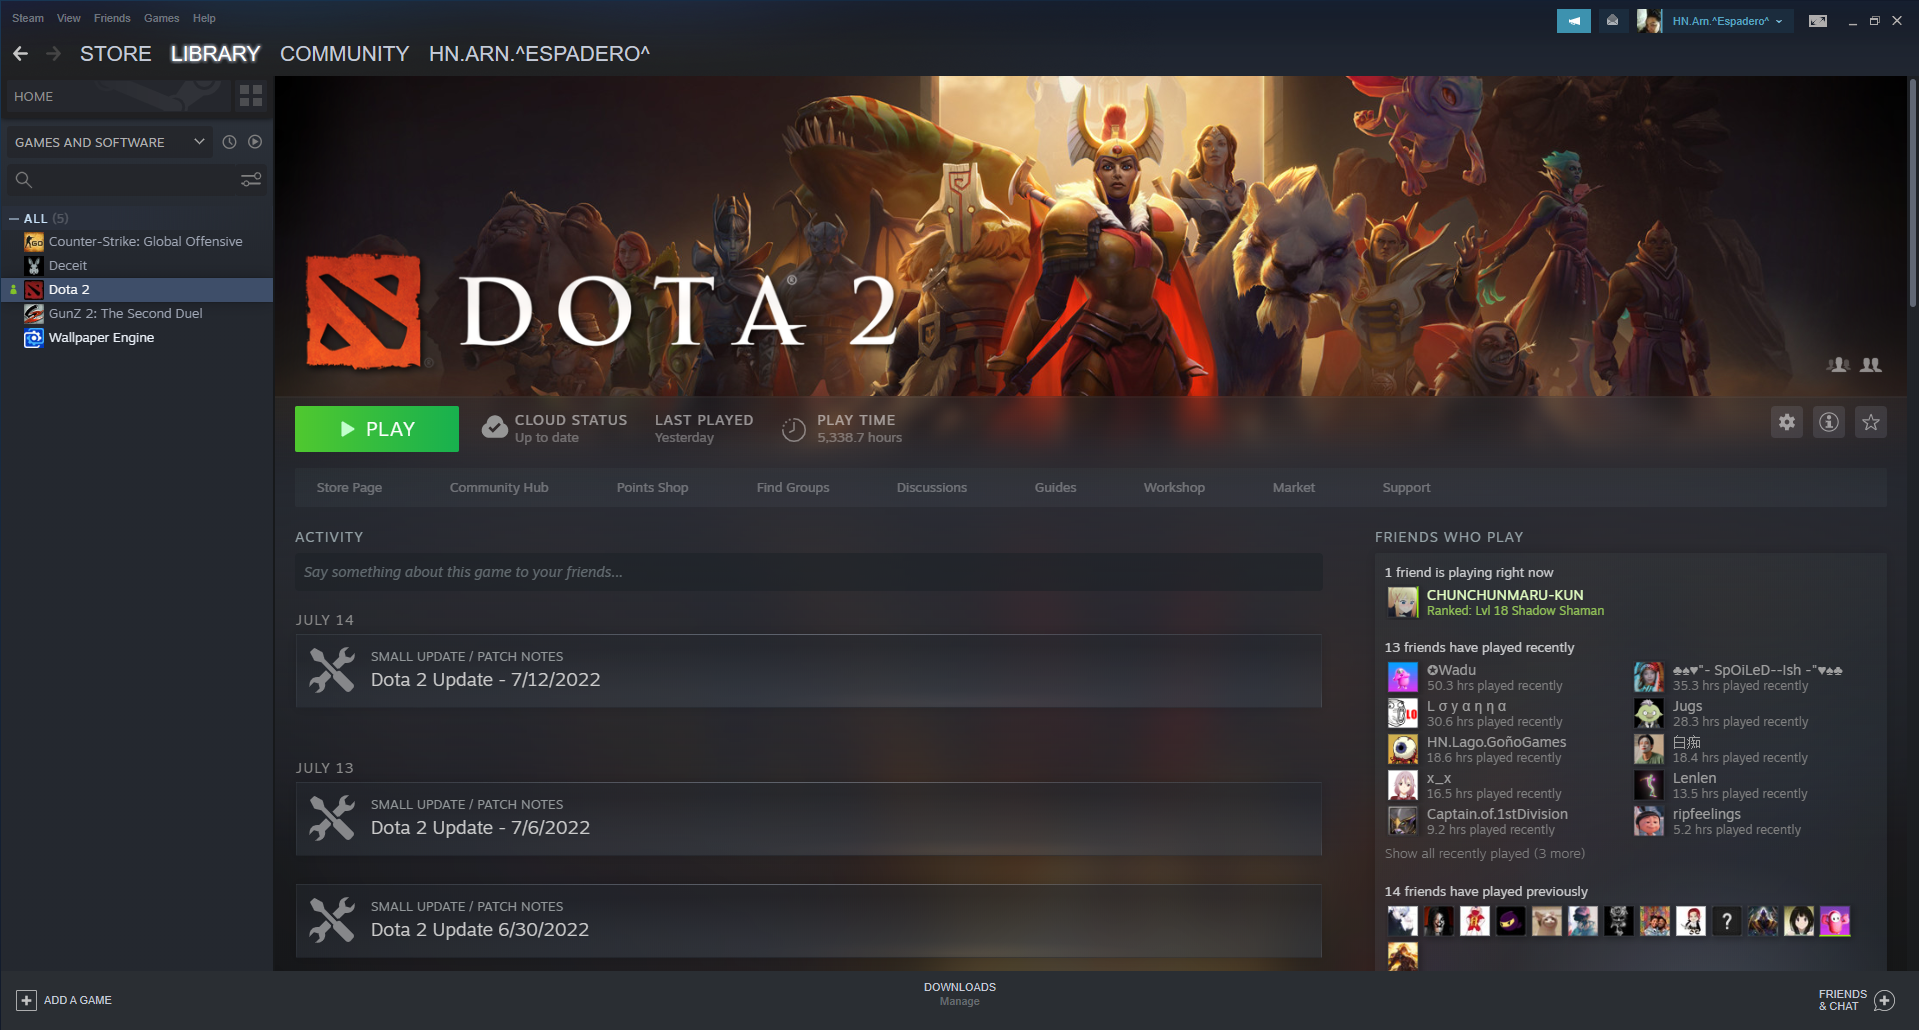 Steam View Friends Games Help
HN.Arn.^Espadero^
STORE LIBRARY COMMUNITY HN.ARN.^ESPADERO^
HOME
GAMES AND SOFTWARE
ALL (5)
Counter-Strike: Global Offensive
Deceit
Dota 2
GunZ 2: The Second Duel
Wallpaper Engine
DOTA 2
PLAY
CLOUD STATUS
Up to date
LAST PLAYED
Yesterday
PLAY TIME
5,338.7 hours
Store Page Community Hub Points Shop Find Groups Discussions Guides Workshop Market Support
ACTIVITY
Say something about this game to your friends...
JULY 14
SMALL UPDATE / PATCH NOTES
Dota 2 Update - 7/12/2022
JULY 13
SMALL UPDATE / PATCH NOTES
Dota 2 Update - 7/6/2022
SMALL UPDATE / PATCH NOTES
Dota 2 Update 6/30/2022
FRIENDS WHO PLAY
1 friend is playing right now
CHUNCHUNMARU-KUN
Ranked: Lvl 18 Shadow Shaman
13 friends have played recently
✪Wadu
50.3 hrs played recently
♣♠♥"- SpOiLeD--Ish -"♥♠♣
35.3 hrs played recently
L σ y α η η α
30.6 hrs played recently
Jugs
28.3 hrs played recently
HN.Lago.GoñoGames
18.6 hrs played recently
白痴
18.4 hrs played recently
x_x
16.5 hrs played recently
Lenlen
13.5 hrs played recently
Captain.of.1stDivision
9.2 hrs played recently
ripfeelings
5.2 hrs played recently
Show all recently played (3 more)
14 friends have played previously
ADD A GAME
DOWNLOADS
Manage
FRIENDS
& CHAT